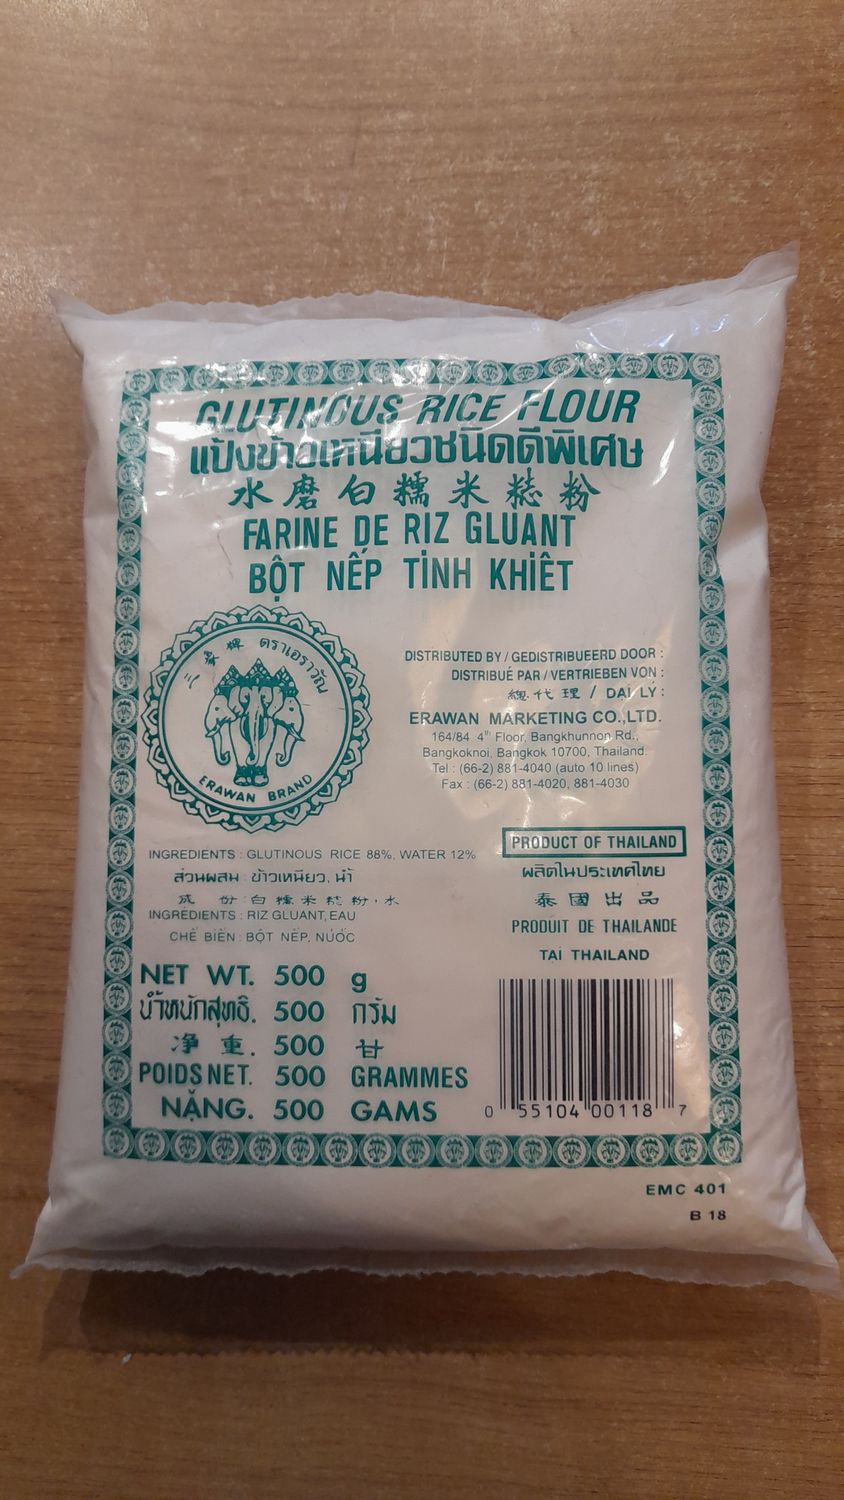 GLUTINOUS RICE FLOUR
แป้งข้าวเหนียวชนิดดีพิเศษ
水磨白糯米粉
FARINE DE RIZ GLUANT
BỘT NẾP TINH KHIẾT
三象牌 ตราเอราวัณ
ERAWAN BRAND
DISTRIBUTED BY / GEDISTRIBUEERD DOOR :
DISTRIBUÉ PAR / VERTRIEBEN VON :
總代理 / DAI LÝ :
ERAWAN MARKETING CO.,LTD.
164/84 4th Floor, Bangkhunnon Rd.,
Bangkoknoi, Bangkok 10700, Thailand.
Tel : (66-2) 881-4040 (auto 10 lines)
Fax : (66-2) 881-4020, 881-4030
INGREDIENTS : GLUTINOUS RICE 88%, WATER 12%
ส่วนผสม : ข้าวเหนียว, น้ำ
成份:白糯米粉,水
INGREDIENTS : RIZ GLUANT, EAU
CHẾ BIẾN : BỘT NẾP, NƯỚC
PRODUCT OF THAILAND
ผลิตในประเทศไทย
泰國出品
PRODUIT DE THAILANDE
TAI THAILAND
NET WT. 500 g
น้ำหนักสุทธิ. 500 กรัม
净重. 500 甘
POIDS NET. 500 GRAMMES
NẶNG. 500 GAMS
0 55104 00118 7
EMC 401
B 18